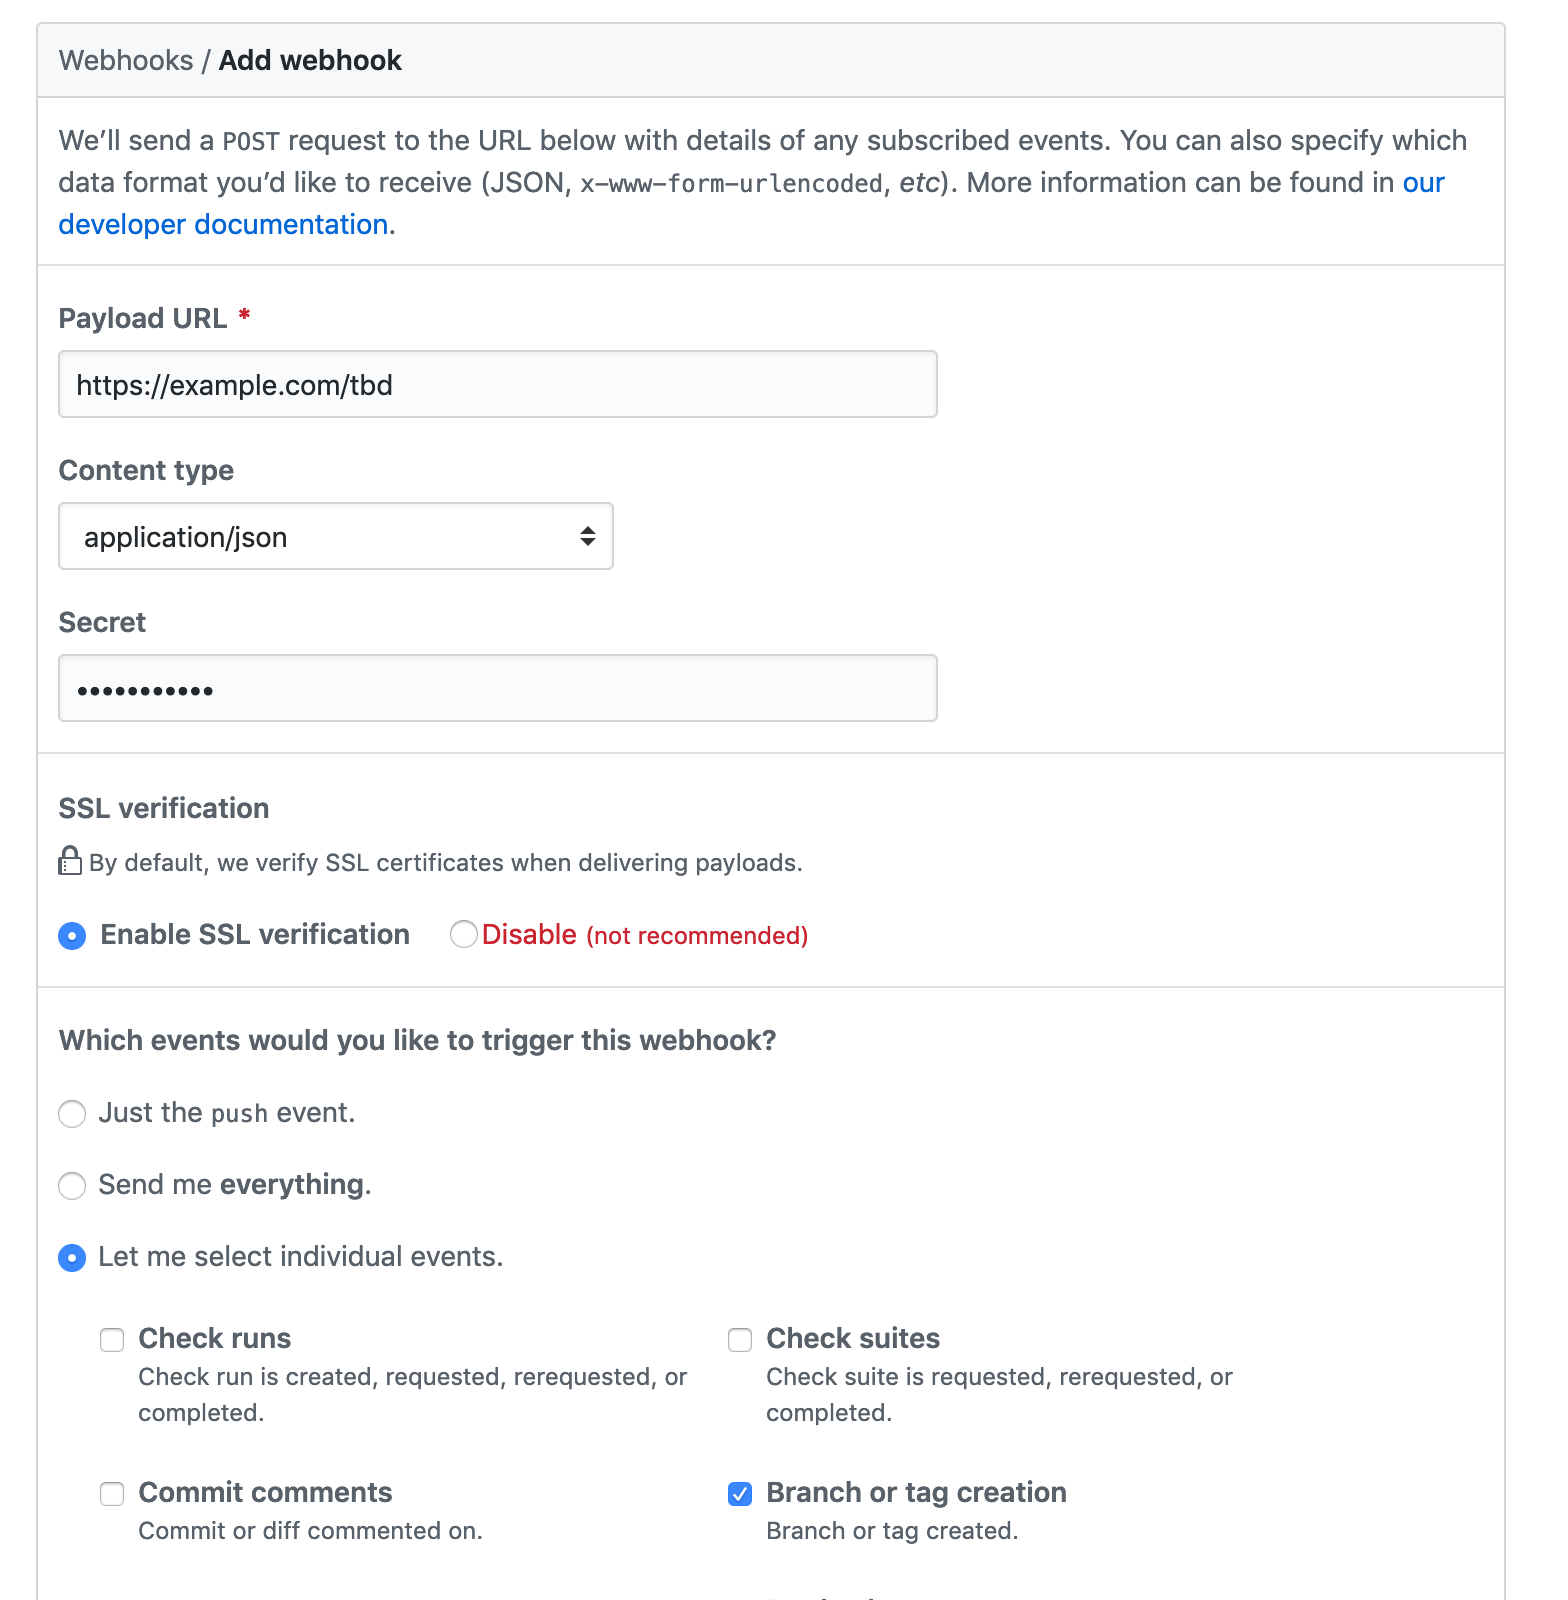 Webhooks / Add webhook
We’ll send a POST request to the URL below with details of any subscribed events. You can also specify which
data format you’d like to receive (JSON, x-www-form-urlencoded, etc). More information can be found in our
developer documentation.
Payload URL *
https://example.com/tbd
Content type
application/json
Secret
•••••••••••
SSL verification
By default, we verify SSL certificates when delivering payloads.
Enable SSL verification Disable (not recommended)
Which events would you like to trigger this webhook?
Just the push event.
Send me everything.
Let me select individual events.
Check runs
Check run is created, requested, rerequested, or
completed.
Check suites
Check suite is requested, rerequested, or
completed.
Commit comments
Commit or diff commented on.
Branch or tag creation
Branch or tag created.